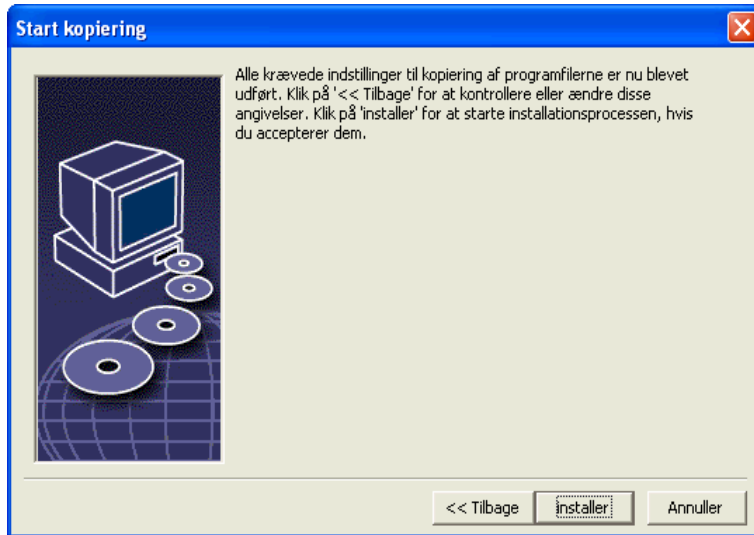 Start kopiering
Alle krævede indstillinger til kopiering af programfilerne er nu blevet
udført. Klik på '<< Tilbage' for at kontrollere eller ændre disse
angivelser. Klik på 'installer' for at starte installationsprocessen, hvis
du accepterer dem.
<< Tilbage
installer
Annuller